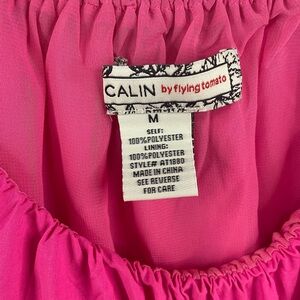 CALIN by flying tomato
M
SELF:
100%POLYESTER
LINING:
100%POLYESTER
STYLE# AT1880
MADE IN CHINA
SEE REVERSE
FOR CARE